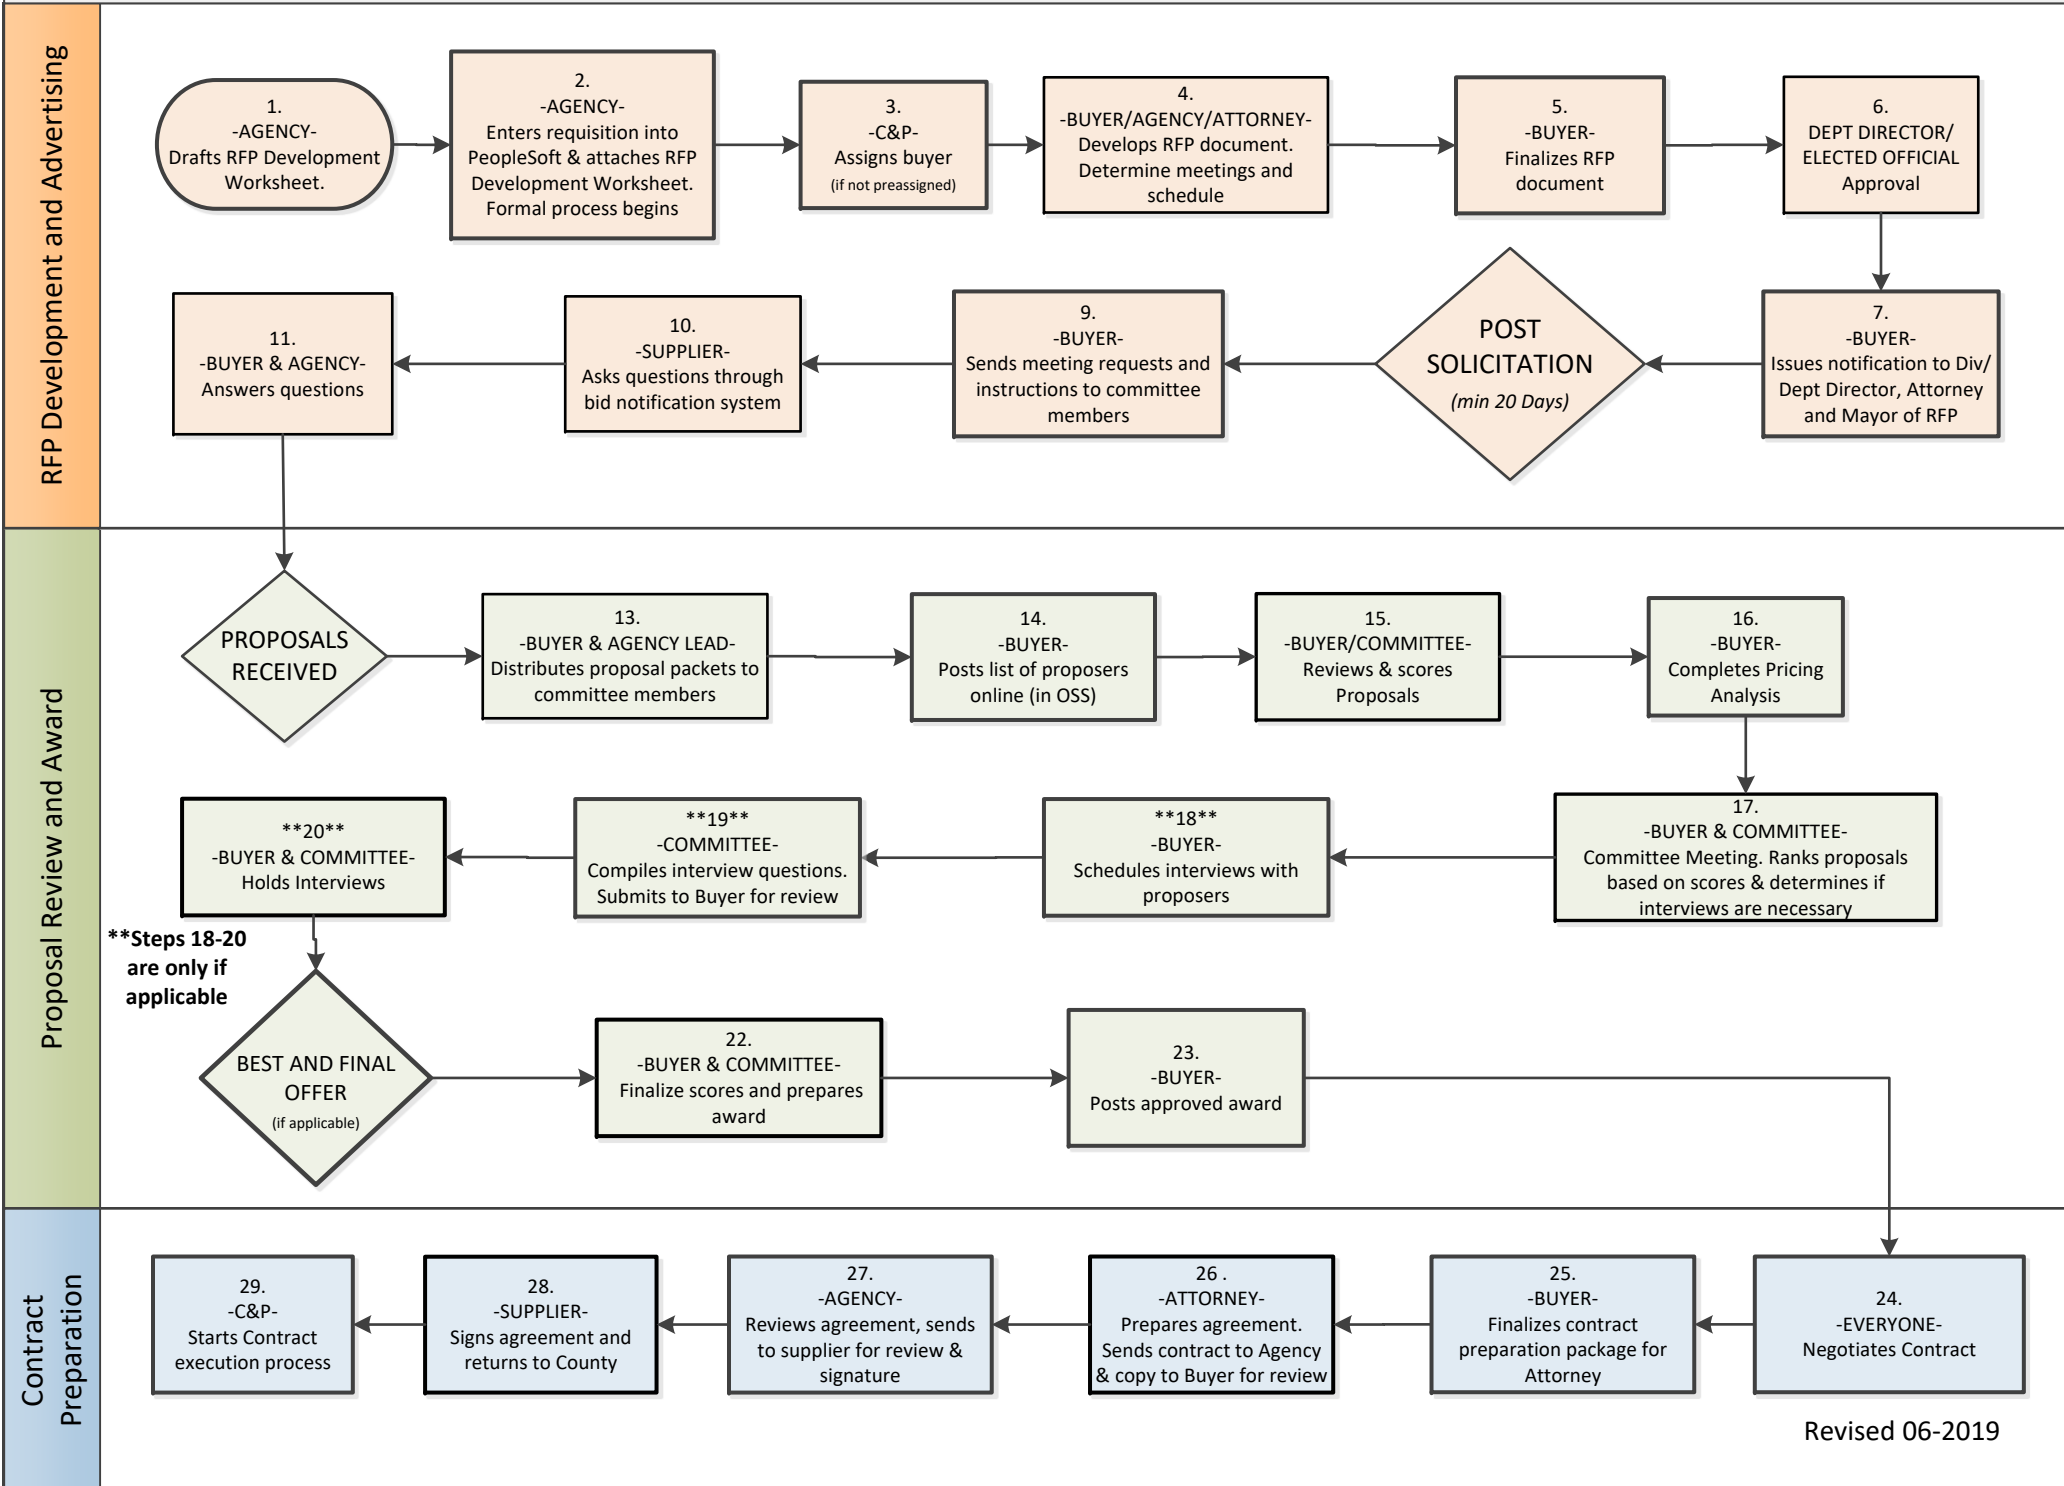 RFP Development and Advertising
1.
-AGENCY-
Drafts RFP Development
Worksheet.
2.
-AGENCY-
Enters requisition into
PeopleSoft & attaches RFP
Development Worksheet.
Formal process begins
3.
-C&P-
Assigns buyer
(if not preassigned)
4.
-BUYER/AGENCY/ATTORNEY-
Develops RFP document.
Determine meetings and
schedule
5.
-BUYER-
Finalizes RFP
document
6.
DEPT DIRECTOR/
ELECTED OFFICIAL
Approval
7.
-BUYER-
Issues notification to Div/
Dept Director, Attorney
and Mayor of RFP
POST
SOLICITATION
(min 20 Days)
9.
-BUYER-
Sends meeting requests and
instructions to committee
members
10.
-SUPPLIER-
Asks questions through
bid notification system
11.
-BUYER & AGENCY-
Answers questions
Proposal Review and Award
PROPOSALS
RECEIVED
13.
-BUYER & AGENCY LEAD-
Distributes proposal packets to
committee members
14.
-BUYER-
Posts list of proposers
online (in OSS)
15.
-BUYER/COMMITTEE-
Reviews & scores
Proposals
16.
-BUYER-
Completes Pricing
Analysis
17.
-BUYER & COMMITTEE-
Committee Meeting. Ranks proposals
based on scores & determines if
interviews are necessary
**18**
-BUYER-
Schedules interviews with
proposers
**19**
-COMMITTEE-
Compiles interview questions.
Submits to Buyer for review
**20**
-BUYER & COMMITTEE-
Holds Interviews
**Steps 18-20
are only if
applicable
BEST AND FINAL
OFFER
(if applicable)
22.
-BUYER & COMMITTEE-
Finalize scores and prepares
award
23.
-BUYER-
Posts approved award
Contract
Preparation
24.
-EVERYONE-
Negotiates Contract
25.
-BUYER-
Finalizes contract
preparation package for
Attorney
26 .
-ATTORNEY-
Prepares agreement.
Sends contract to Agency
& copy to Buyer for review
27.
-AGENCY-
Reviews agreement, sends
to supplier for review &
signature
28.
-SUPPLIER-
Signs agreement and
returns to County
29.
-C&P-
Starts Contract
execution process
Revised 06-2019